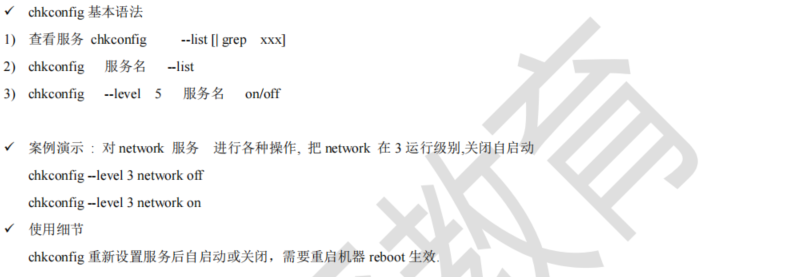 ✓ chkconfig 基本语法
1) 查看服务 chkconfig --list [| grep xxx]
2) chkconfig 服务名 --list
3) chkconfig --level 5 服务名 on/off
✓ 案例演示 : 对 network 服务 进行各种操作, 把 network 在 3 运行级别,关闭自启动
chkconfig --level 3 network off
chkconfig --level 3 network on
✓ 使用细节
chkconfig 重新设置服务后自启动或关闭，需要重启机器 reboot 生效.
教育